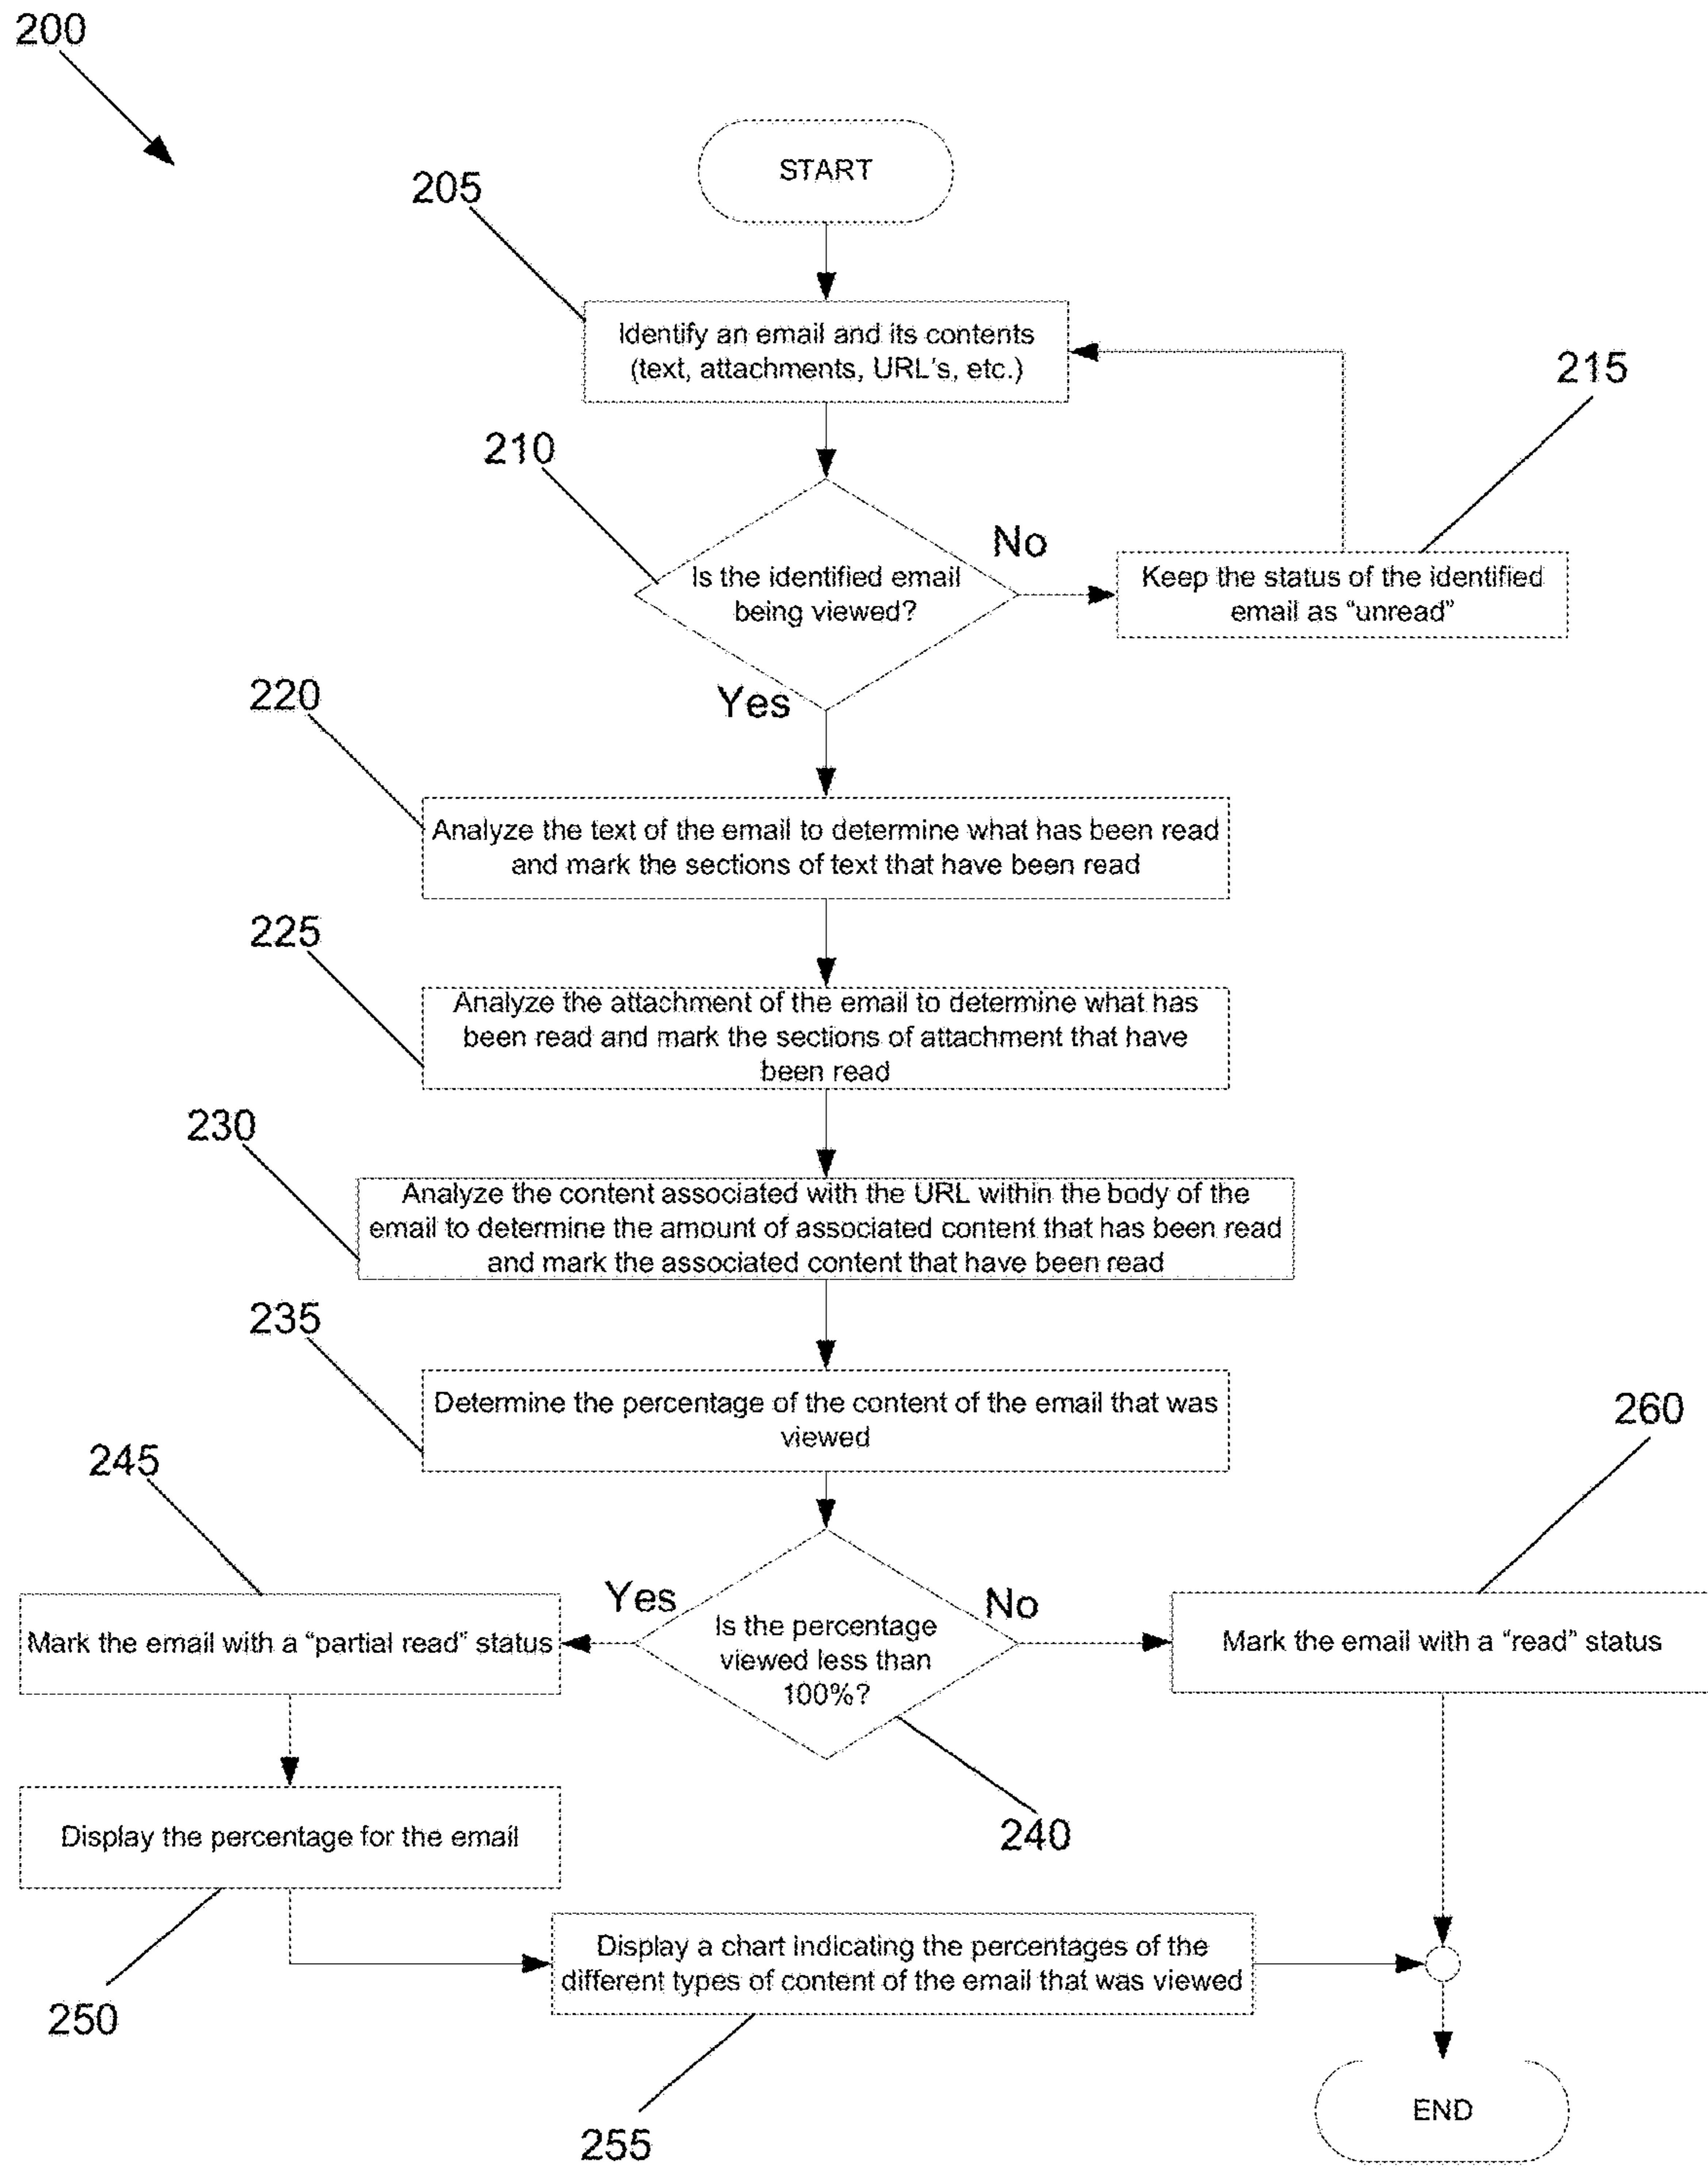 200
START
205
Identify an email and its contents
(text, attachments, URL's, etc.)
215
210
No
Is the identified email
being viewed?
Keep the status of the identified
email as "unread"
Yes
220
Analyze the text of the email to determine what has been read
and mark the sections of text that have been read
225
Analyze the attachment of the email to determine what has
been read and mark the sections of attachment that have
been read
230
Analyze the content associated with the URL within the body of the
email to determine the amount of associated content that has been read
and mark the associated content that have been read
235
Determine the percentage of the content of the email that was
viewed
260
245
Yes
No
Mark the email with a "partial read" status
Is the percentage
viewed less than
100%?
Mark the email with a "read" status
240
Display the percentage for the email
250
Display a chart indicating the percentages of the
different types of content of the email that was viewed
255
END